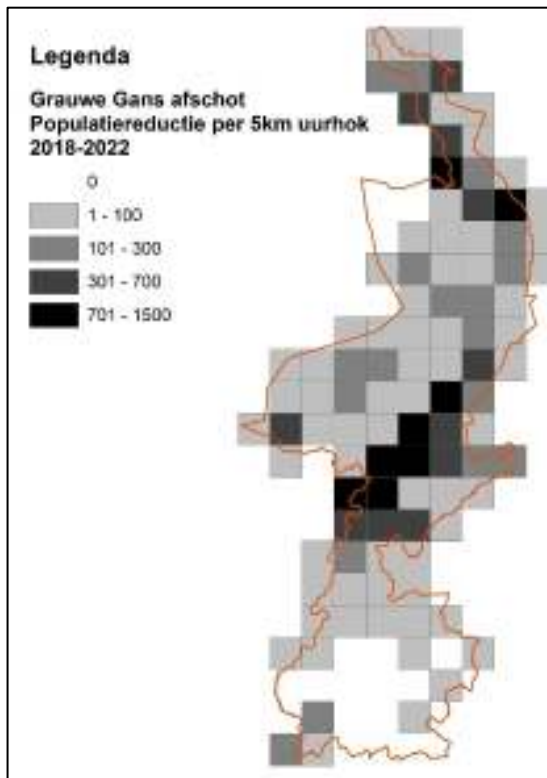 Legenda
Grauwe Gans afschot
Populatiereductie per 5km uurhok
2018-2022
0
1 - 100
101 - 300
301 - 700
701 - 1500